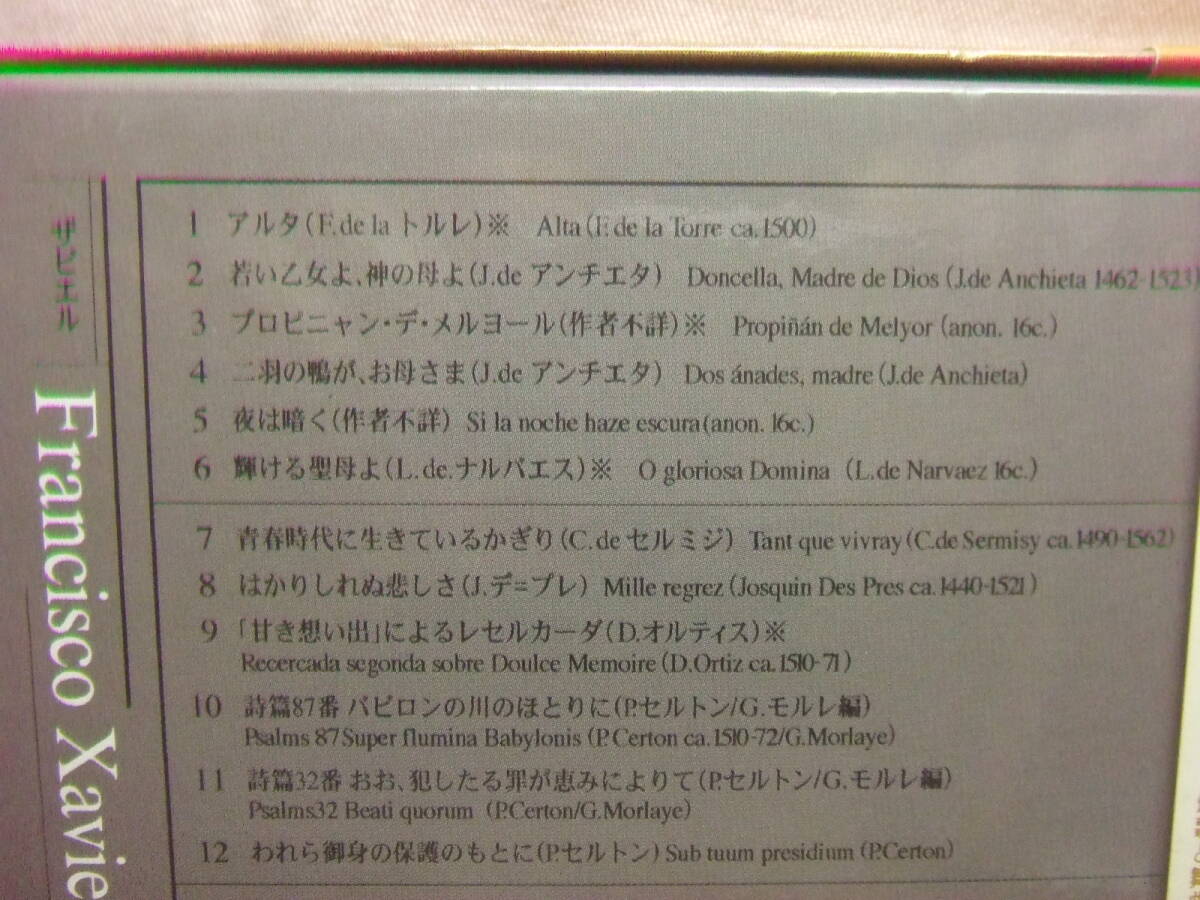 ザビエル
Francisco Xavie
1 アルタ(F.de la トルレ)※ Alta (F. de la Torre ca.1500)
2 若い乙女よ、神の母よ(J.de アンチエタ) Doncella, Madre de Dios (J.de Anchieta 1462-1523)
3 プロピニャン・デ・メルヨール(作者不詳)※ Propiñán de Melyor (anon. 16c.)
4 二羽の鴨が、お母さま(J.de アンチエタ) Dos ánades, madre (J.de Anchieta)
5 夜は暗く(作者不詳) Si la noche haze escura(anon. 16c.)
6 輝ける聖母よ(L.de.ナルバエス)※ O gloriosa Domina (L.de Narvaez 16c.)
7 青春時代に生きているかぎり(C.de セルミジ) Tant que vivray (C.de Sermisy ca.1490-1562)
8 はかりしれぬ悲しさ(J.デ=プレ) Mille regrez (Josquin Des Pres ca.1440-1521)
9 「甘き想い出」によるレセルカーダ(D.オルティス)※
Recercada segonda sobre Doulce Memoire (D.Ortiz ca.1510-71)
10 詩篇87番 バビロンの川のほとりに(P.セルトン/G.モルレ編)
Psalms 87 Super flumina Babylonis (P.Certon ca.1510-72/G.Morlaye)
11 詩篇32番 おお、犯したる罪が恵みによりて(P.セルトン/G.モルレ編)
Psalms32 Beati quorum (P.Certon/G.Morlaye)
12 われら御身の保護のもとに(P.セルトン) Sub tuum presidium (P.Certon)